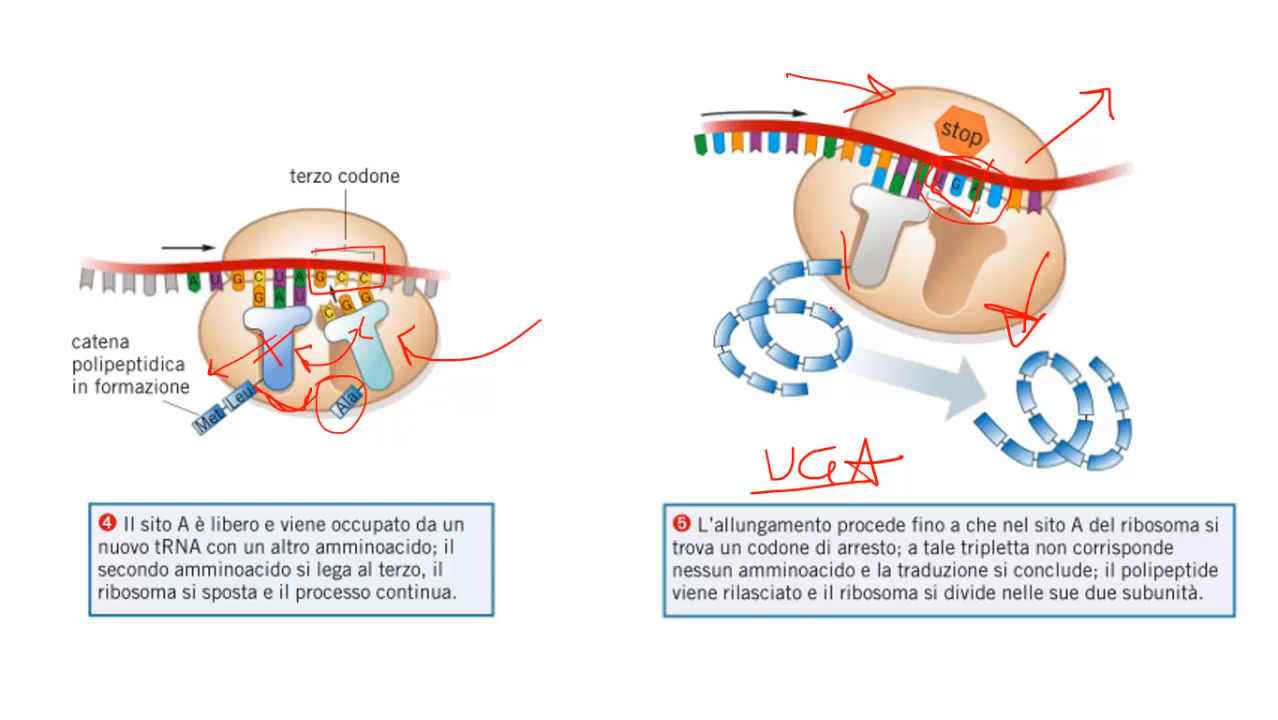 terzo codone
A U G C U A G C C
G A U C G G
catena
polipeptidica
in formazione
Met Leu
Ala
4 Il sito A è libero e viene occupato da un
nuovo tRNA con un altro amminoacido; il
secondo amminoacido si lega al terzo, il
ribosoma si sposta e il processo continua.
stop
U G A
UGA
5 L'allungamento procede fino a che nel sito A del ribosoma si
trova un codone di arresto; a tale tripletta non corrisponde
nessun amminoacido e la traduzione si conclude; il polipeptide
viene rilasciato e il ribosoma si divide nelle sue due subunità.